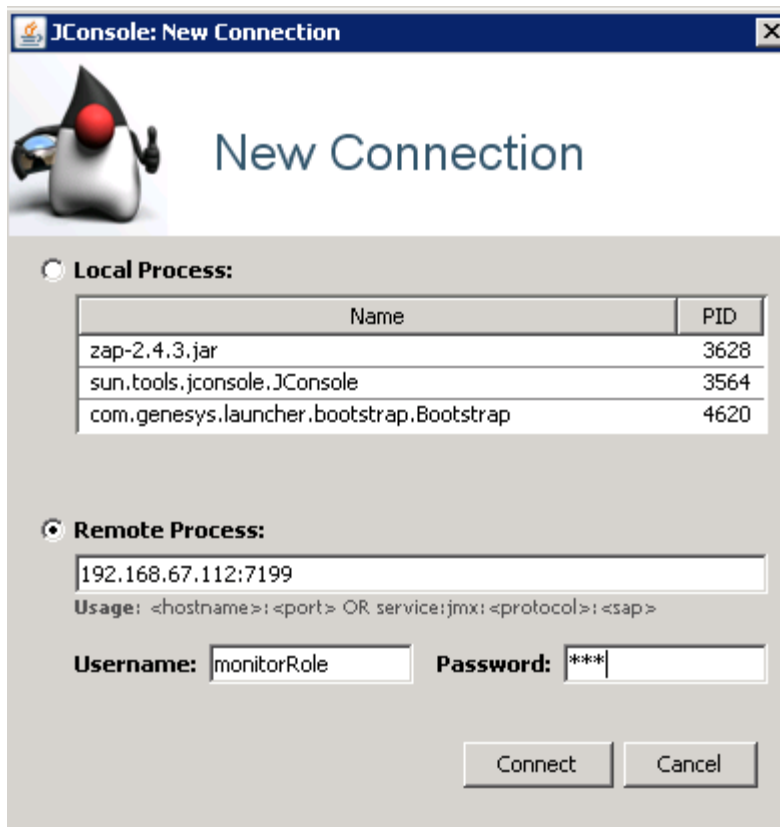 JConsole: New Connection
New Connection
Local Process:
Name PID
zap-2.4.3.jar 3628
sun.tools.jconsole.JConsole 3564
com.genesys.launcher.bootstrap.Bootstrap 4620
Remote Process:
192.168.67.112:7199
Usage: <hostname>:<port> OR service:jmx:<protocol>:<sap>
Username: monitorRole Password: ***
Connect Cancel